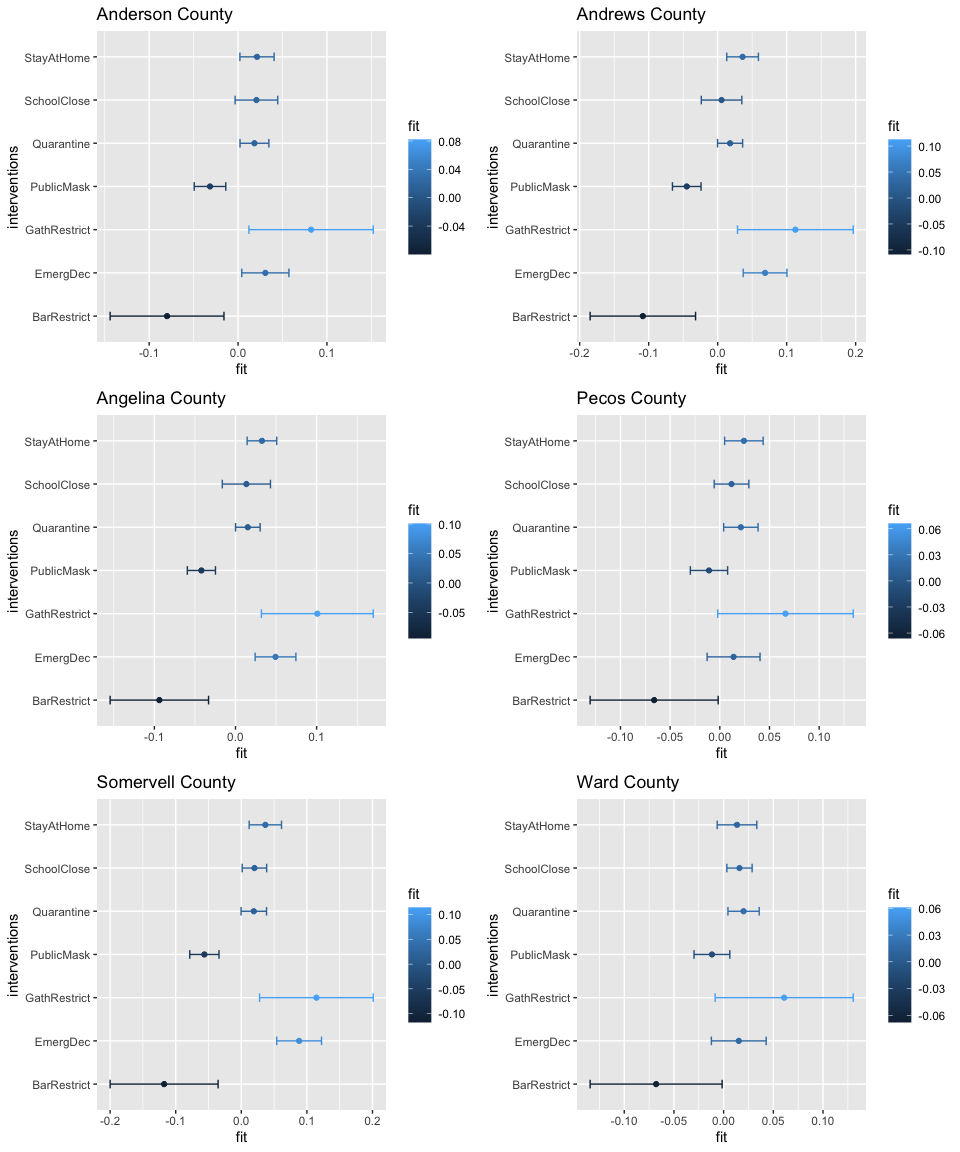 Anderson County
interventions
StayAtHome
SchoolClose
Quarantine
PublicMask
GathRestrict
EmergDec
BarRestrict
-0.1 0.0 0.1
fit
fit
0.08
0.04
0.00
-0.04
Andrews County
interventions
StayAtHome
SchoolClose
Quarantine
PublicMask
GathRestrict
EmergDec
BarRestrict
-0.2 -0.1 0.0 0.1 0.2
fit
fit
0.10
0.05
0.00
-0.05
-0.10
Angelina County
interventions
StayAtHome
SchoolClose
Quarantine
PublicMask
GathRestrict
EmergDec
BarRestrict
-0.1 0.0 0.1
fit
fit
0.10
0.05
0.00
-0.05
Pecos County
interventions
StayAtHome
SchoolClose
Quarantine
PublicMask
GathRestrict
EmergDec
BarRestrict
-0.10 -0.05 0.00 0.05 0.10
fit
fit
0.06
0.03
0.00
-0.03
-0.06
Somervell County
interventions
StayAtHome
SchoolClose
Quarantine
PublicMask
GathRestrict
EmergDec
BarRestrict
-0.2 -0.1 0.0 0.1 0.2
fit
fit
0.10
0.05
0.00
-0.05
-0.10
Ward County
interventions
StayAtHome
SchoolClose
Quarantine
PublicMask
GathRestrict
EmergDec
BarRestrict
-0.10 -0.05 0.00 0.05 0.10
fit
fit
0.06
0.03
0.00
-0.03
-0.06